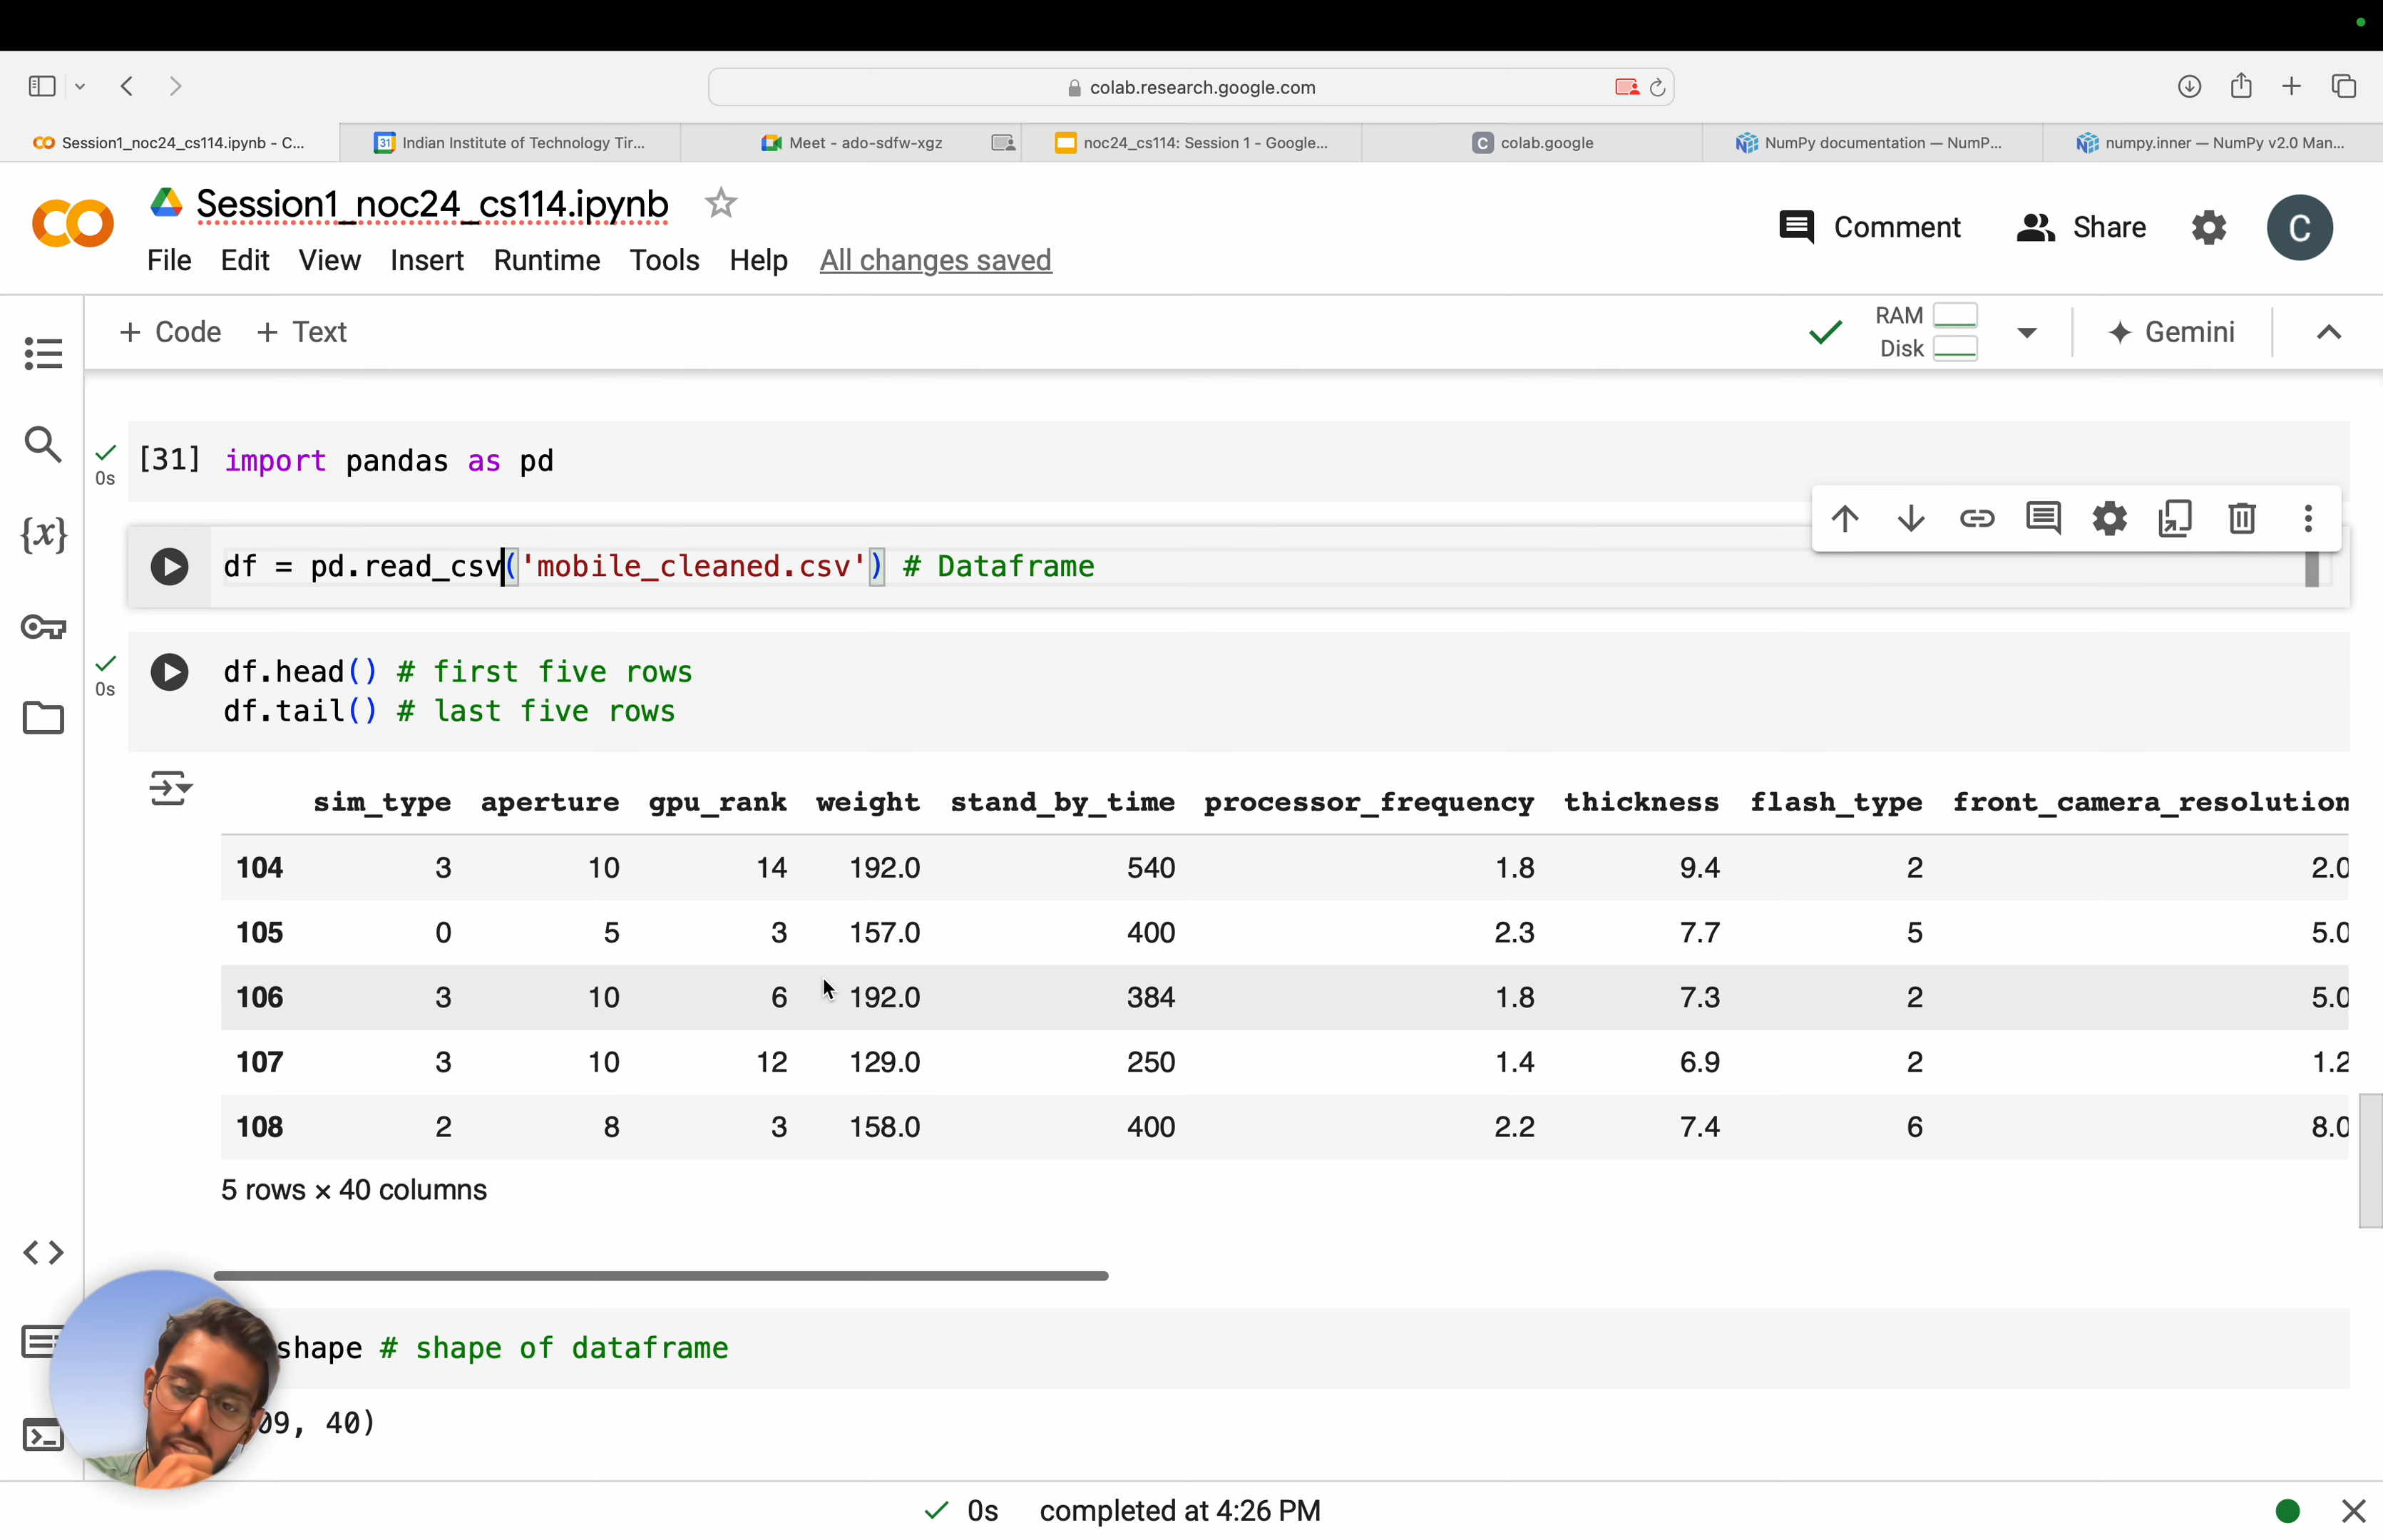 colab.research.google.com
Session1_noc24_cs114.ipynb - C...
31 Indian Institute of Technology Tir...
Meet - ado-sdfw-xgz
noc24_cs114: Session 1 - Google...
C colab.google
NumPy documentation — NumP...
numpy.inner — NumPy v2.0 Man...
Session1_noc24_cs114.ipynb
Comment Share C
File Edit View Insert Runtime Tools Help All changes saved
+ Code + Text
RAM
Disk
Gemini
[31] import pandas as pd
0s
{x}
df = pd.read_csv('mobile_cleaned.csv') # Dataframe
df.head() # first five rows
0s
df.tail() # last five rows
sim_type aperture gpu_rank weight stand_by_time processor_frequency thickness flash_type front_camera_resolution
104 3 10 14 192.0 540 1.8 9.4 2 2.0
105 0 5 3 157.0 400 2.3 7.7 5 5.0
106 3 10 6 192.0 384 1.8 7.3 2 5.0
107 3 10 12 129.0 250 1.4 6.9 2 1.2
108 2 8 3 158.0 400 2.2 7.4 6 8.0
5 rows × 40 columns
shape # shape of dataframe
09, 40)
0s completed at 4:26 PM